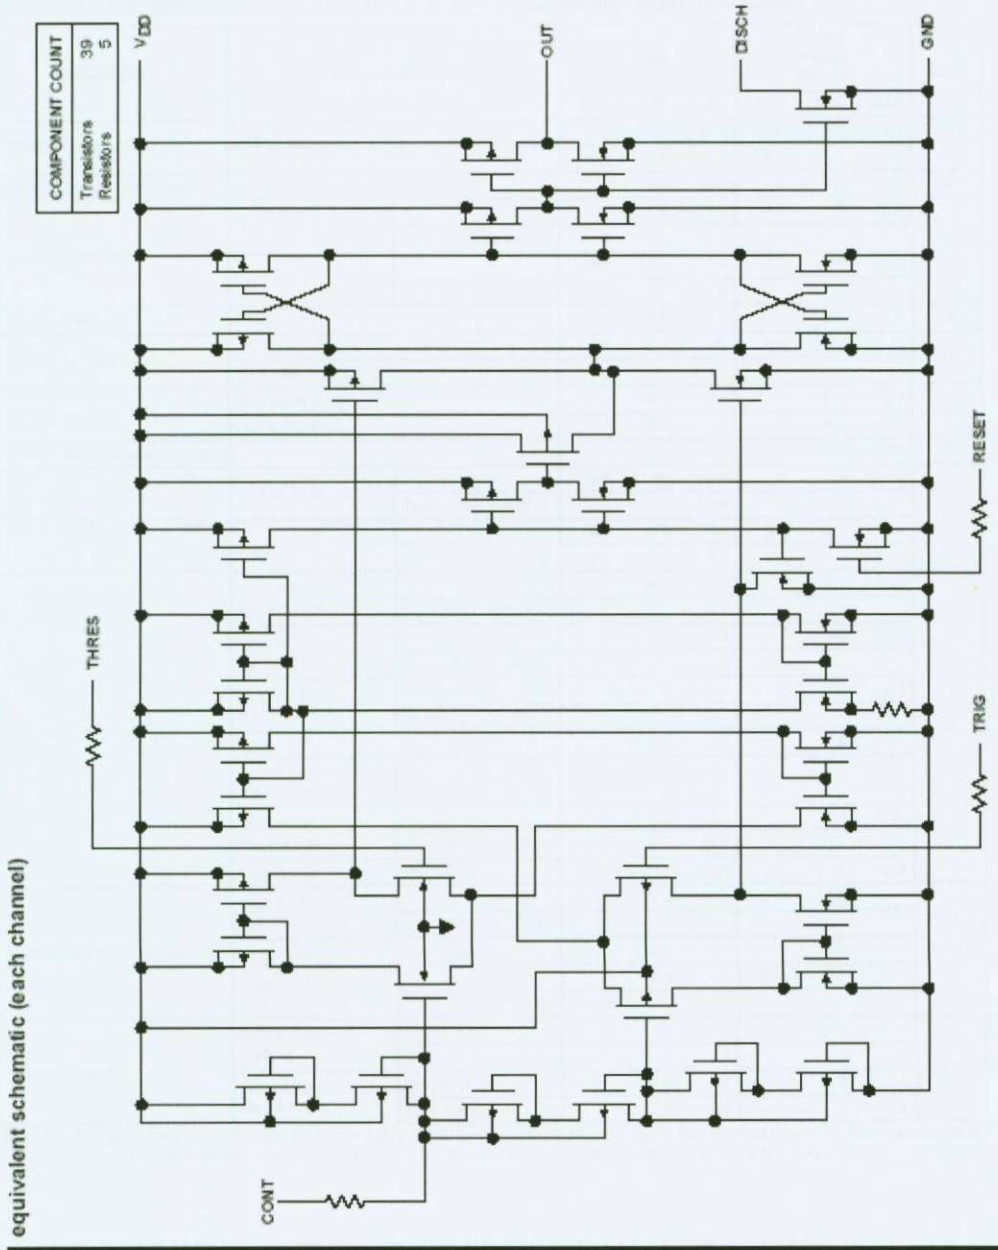 equivalent schematic (each channel)
COMPONENT COUNT
Transistors 39
Resistors 5
VDD
THRES
CONT
OUT
DISCH
GND
RESET
TRIG